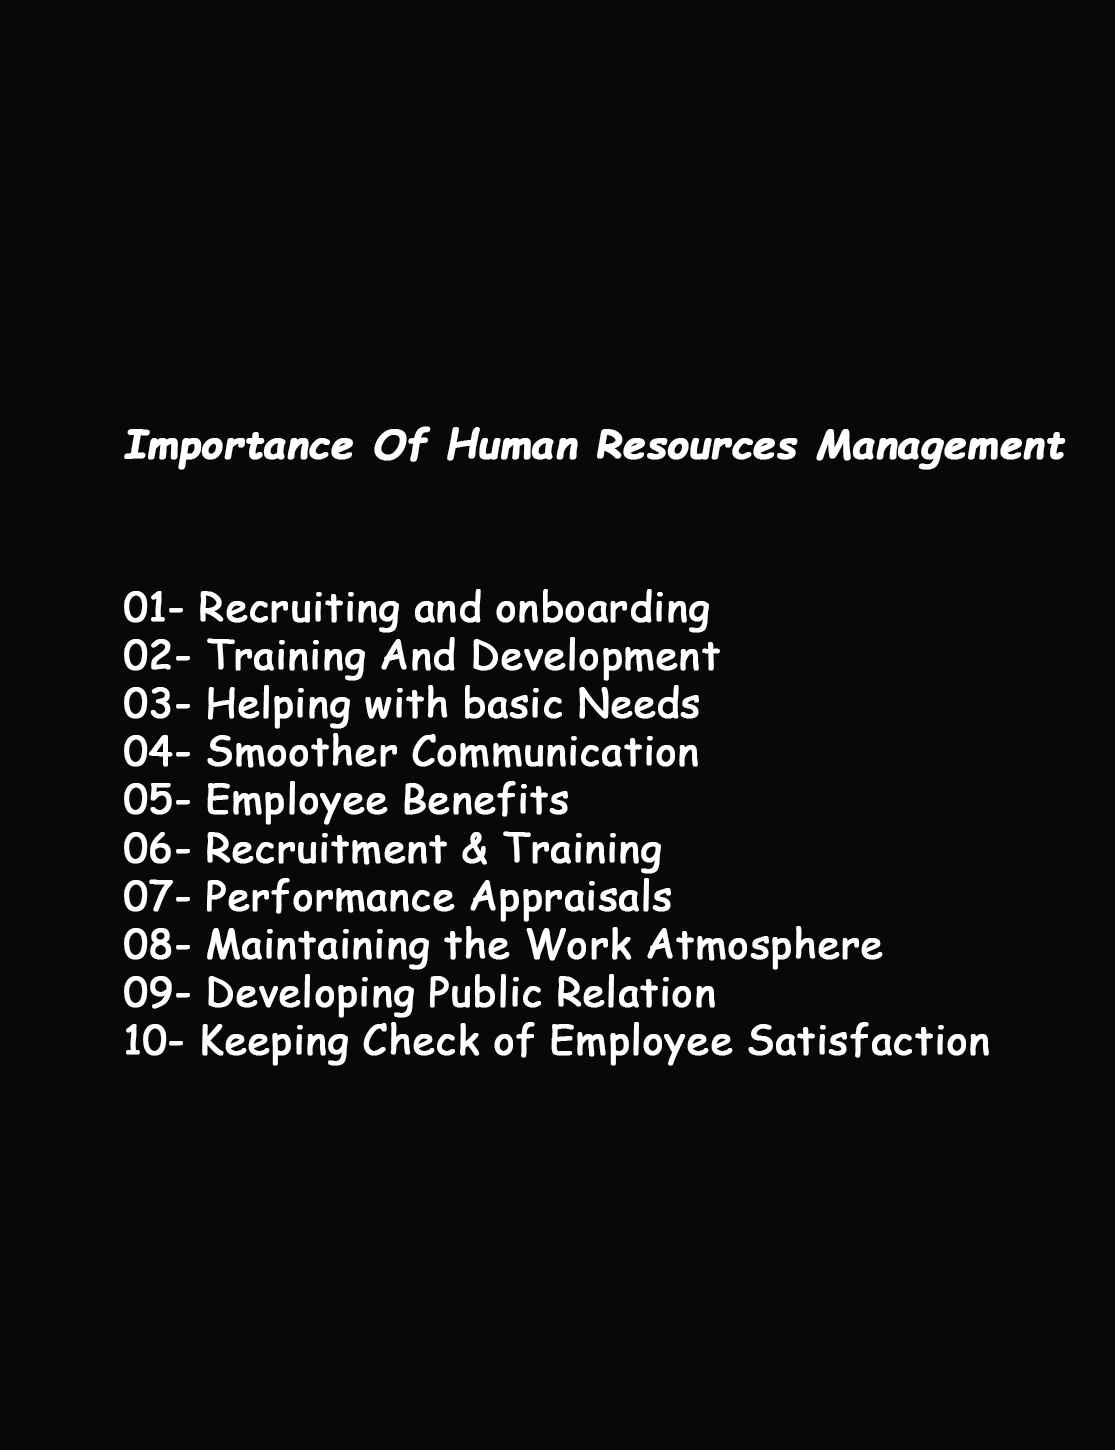 Importance Of Human Resources Management
01- Recruiting and onboarding
02- Training And Development
03- Helping with basic Needs
04- Smoother Communication
05- Employee Benefits
06- Recruitment & Training
07- Performance Appraisals
08- Maintaining the Work Atmosphere
09- Developing Public Relation
10- Keeping Check of Employee Satisfaction